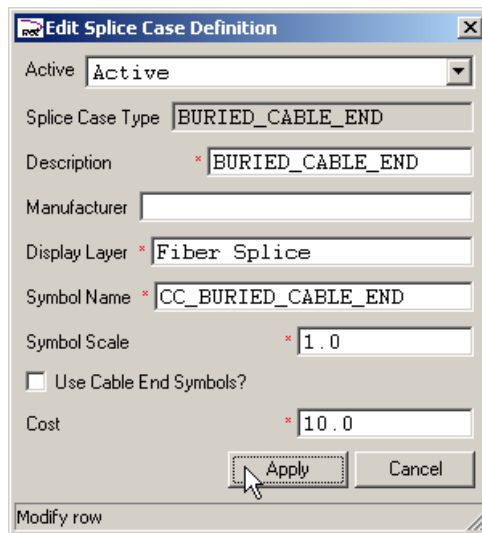 Edit Splice Case Definition
Active Active
Splice Case Type BURIED_CABLE_END
Description * BURIED_CABLE_END
Manufacturer
Display Layer * Fiber Splice
Symbol Name * CC_BURIED_CABLE_END
Symbol Scale * 1.0
Use Cable End Symbols?
Cost * 10.0
Apply Cancel
Modify row